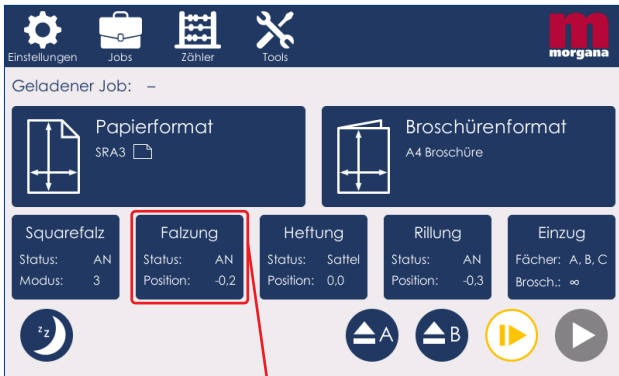 Einstellungen
Jobs
Zähler
Tools
morgana
Geladener Job: –
Papierformat
SRA3
Broschürenformat
A4 Broschüre
Squarefalz
Status: AN
Modus: 3
Falzung
Status: AN
Position: -0,2
Heftung
Status: Sattel
Position: 0,0
Rillung
Status: AN
Position: -0,3
Einzug
Fächer: A, B, C
Brosch.: ∞
zz
A
B